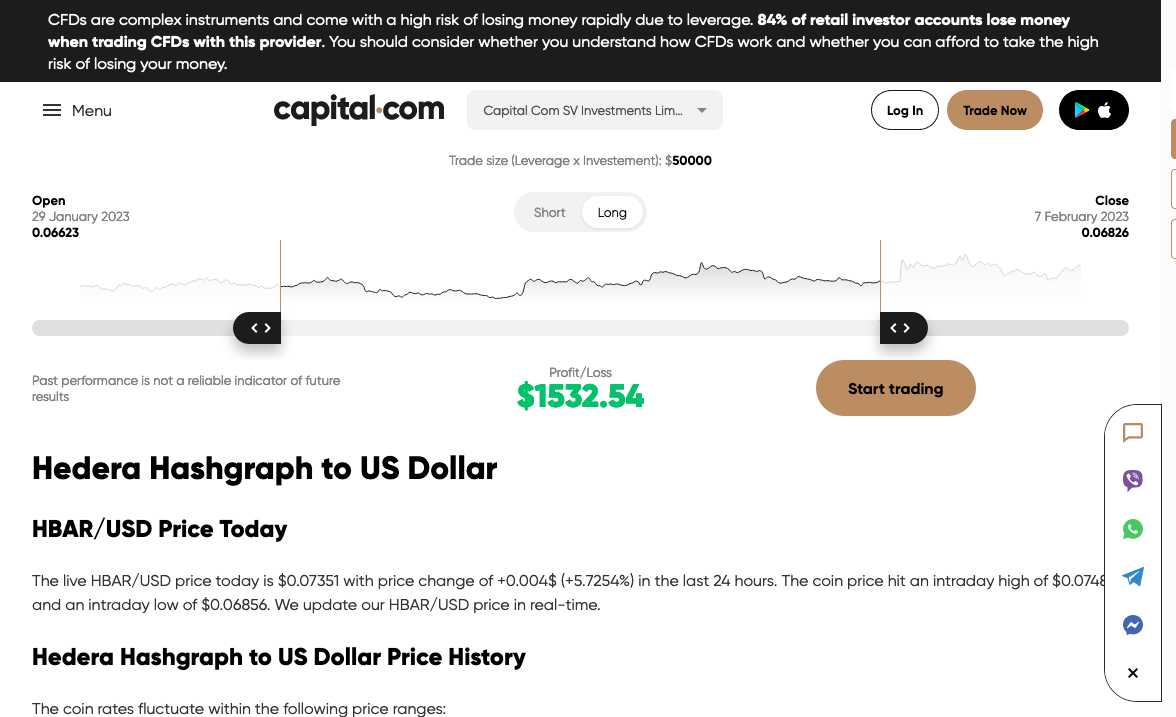 CFDs are complex instruments and come with a high risk of losing money rapidly due to leverage. 84% of retail investor accounts lose money
when trading CFDs with this provider. You should consider whether you understand how CFDs work and whether you can afford to take the high
risk of losing your money.
Menu
capital.com
Capital Com SV Investments Lim...
Log In
Trade Now
Trade size (Leverage x Investement): $50000
Open
29 January 2023
0.06623
Short
Long
Close
7 February 2023
0.06826
Past performance is not a reliable indicator of future
results
Profit/Loss
$1532.54
Start trading
Hedera Hashgraph to US Dollar
HBAR/USD Price Today
The live HBAR/USD price today is $0.07351 with price change of +0.004$ (+5.7254%) in the last 24 hours. The coin price hit an intraday high of
and an intraday low of $0.06856. We update our HBAR/USD price in real-time.
Hedera Hashgraph to US Dollar Price History
The coin rates fluctuate within the following price ranges: